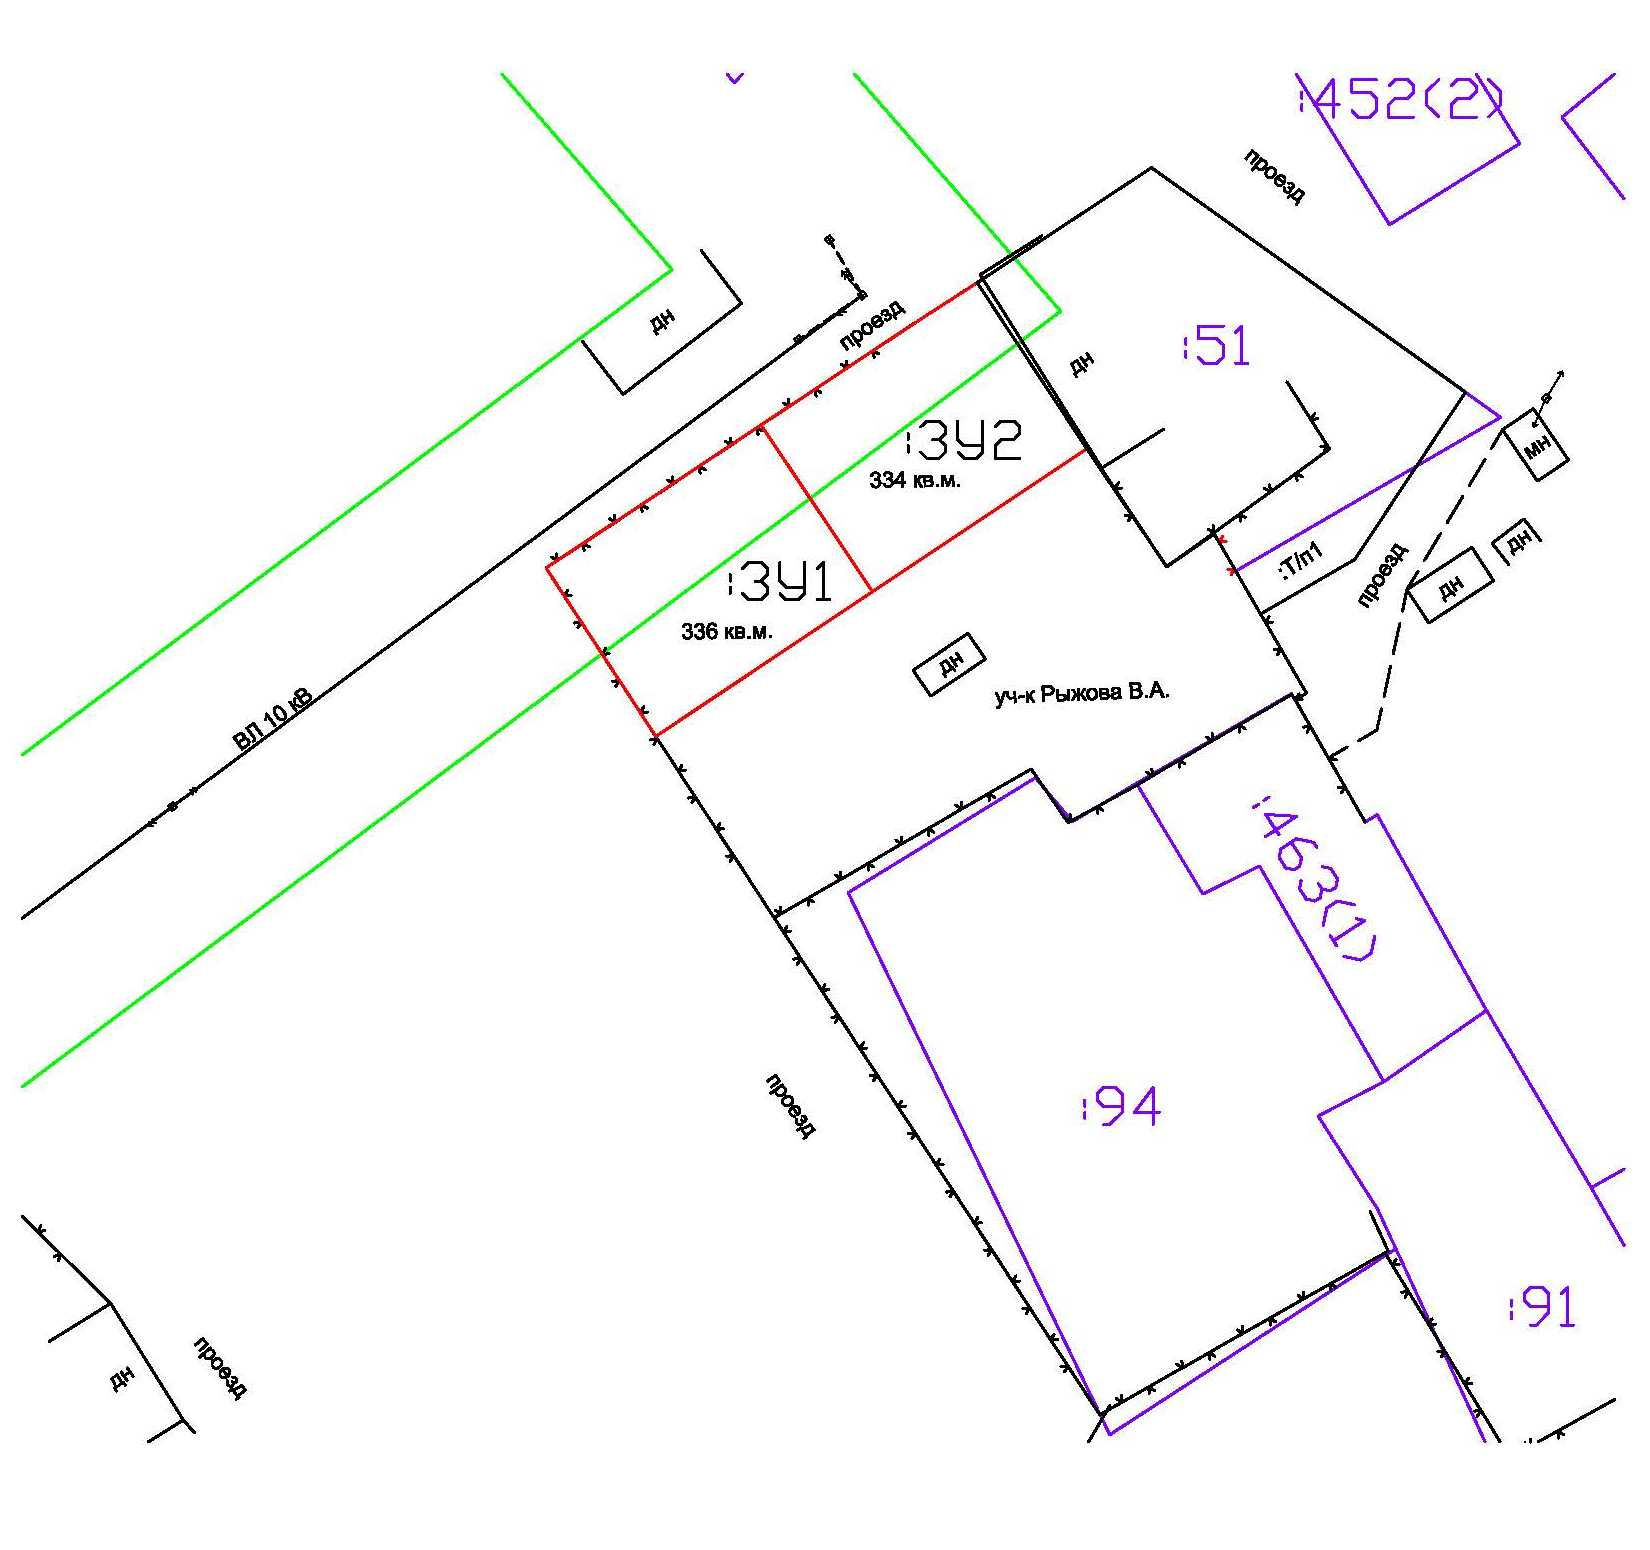 :452(2)
проезд
дн
проезд
дн
:51
:ЗУ2
334 кв.м.
мн
:Т/п1
проезд
дн
дн
:ЗУ1
336 кв.м.
дн
уч-к Рыжова В.А.
ВЛ 10 кВ
:463(1)
:94
проезд
:91
проезд
дн